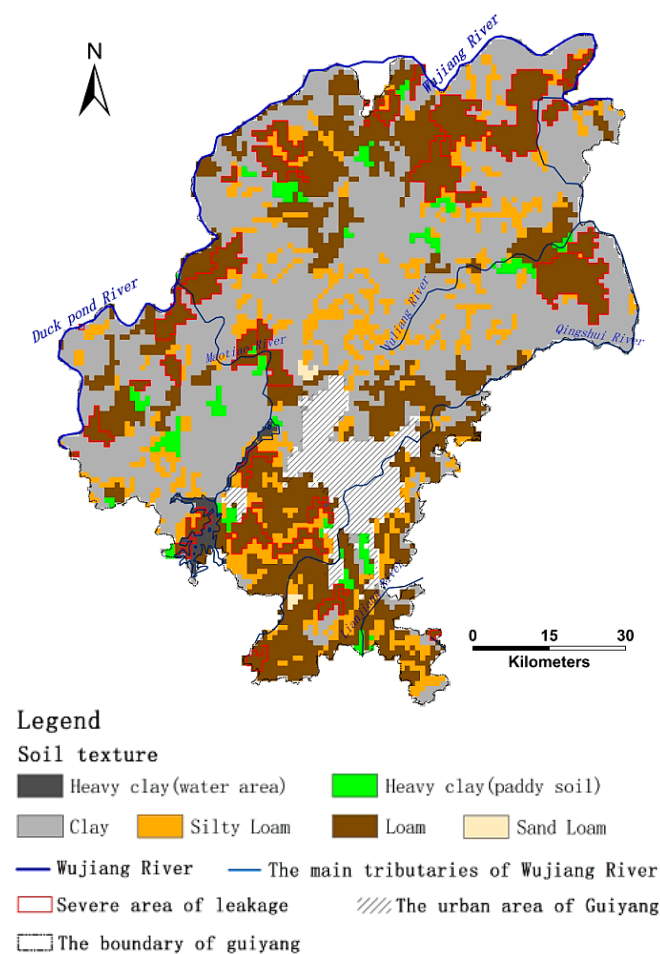 N
Wujiang River
Duck pond River
Maotiao River
Wujiang River
Qingshui River
0 15 30
Kilometers
Legend
Soil texture
Heavy clay(water area)
Heavy clay(paddy soil)
Clay
Silty Loam
Loam
Sand Loam
Wujiang River
The main tributaries of Wujiang River
Severe area of leakage
The urban area of Guiyang
The boundary of guiyang